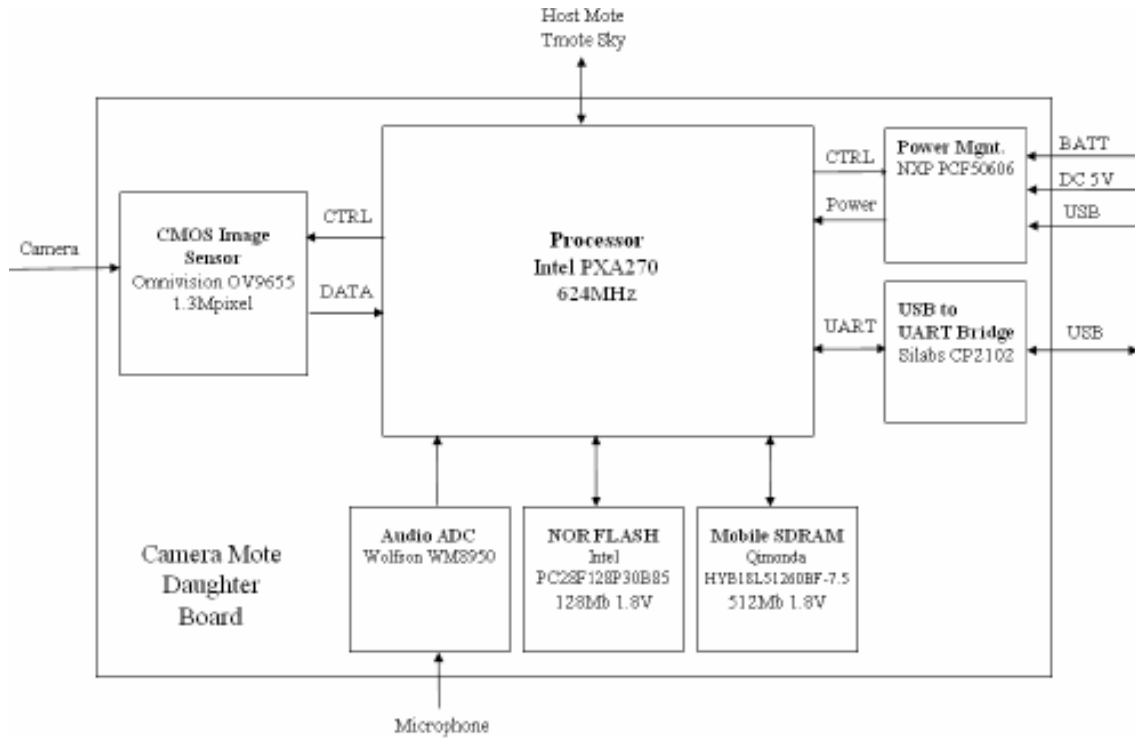 Host Mote
Tmote Sky
Power Mgnt.
NXP PCF50606
CTRL
Power
BATT
DC 5V
USB
Camera
CMOS Image
Sensor
Omnivision OV9655
1.3Mpixel
CTRL
DATA
Processor
Intel PXA270
624MHz
UART
USB to
UART Bridge
Silabs CP2102
USB
Camera Mote
Daughter
Board
Audio ADC
Wolfson WM8950
NOR FLASH
Intel
PC28F128P30B85
128Mb 1.8V
Mobile SDRAM
Qimonda
HYB18L51260BF-7.5
512Mb 1.8V
Microphone